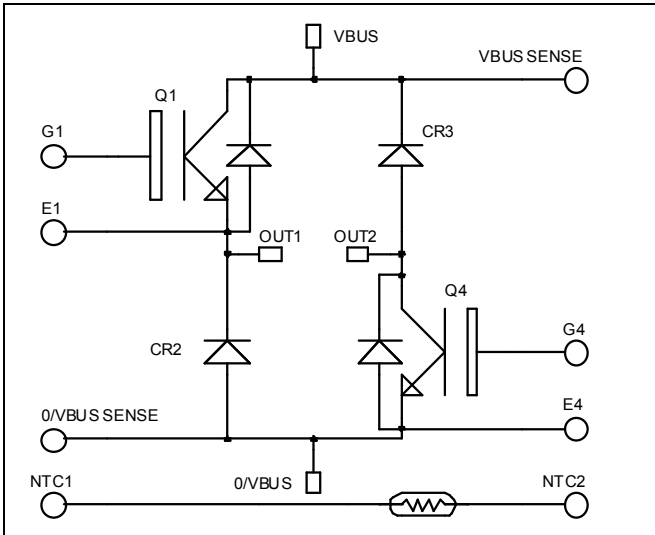 VBUS
VBUS SENSE
Q1
G1
CR3
E1
OUT1
OUT2
Q4
CR2
G4
E4
0/VBUS SENSE
NTC1
0/VBUS
NTC2